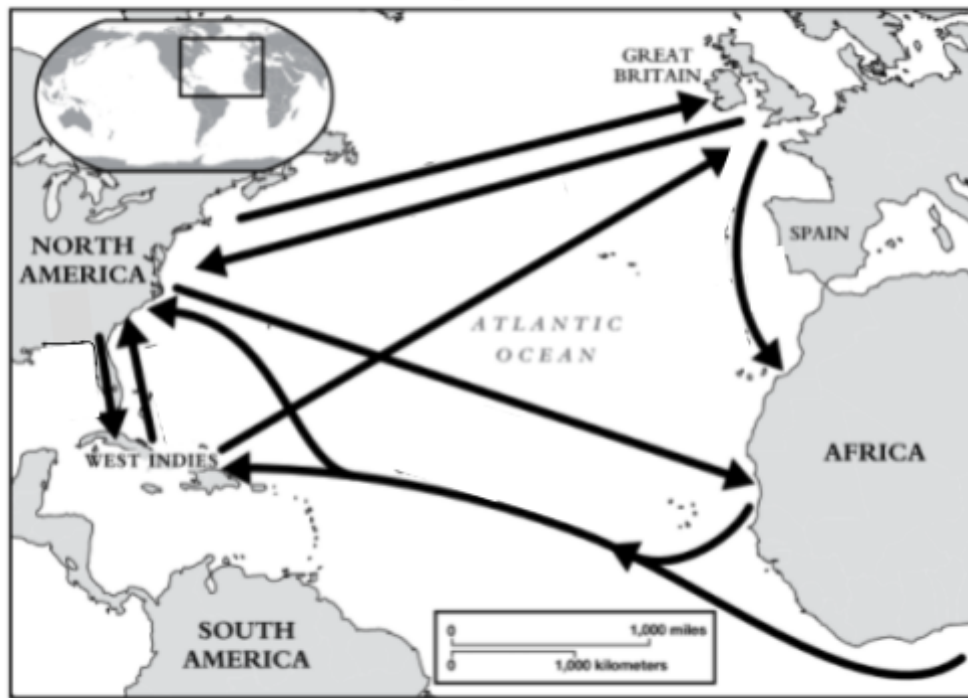 GREAT
BRITAIN
NORTH
AMERICA
SPAIN
ATLANTIC
OCEAN
WEST INDIES
AFRICA
SOUTH
AMERICA
0 1,000 miles
0 1,000 kilometers